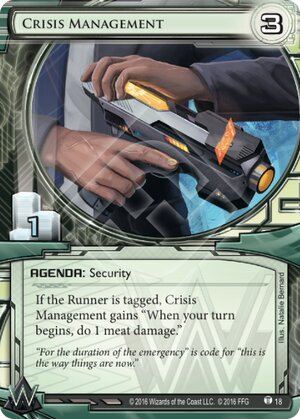 CRISIS MANAGEMENT
3
1
AGENDA: Security
If the Runner is tagged, Crisis
Management gains “When your turn
begins, do 1 meat damage.”
“For the duration of the emergency” is code for “this is
the way things are now.”
Illus. Natalie Bernard
© 2016 Wizards of the Coast LLC. © 2016 FFG
18